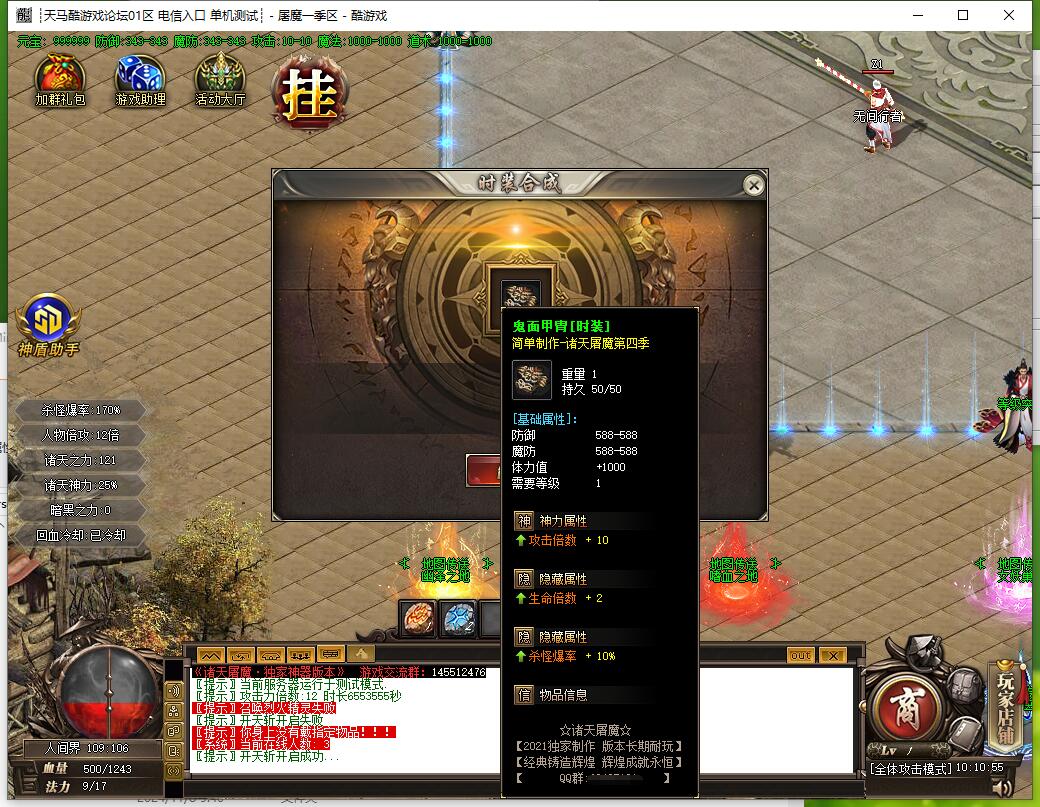 天马酷游戏论坛01区 电信入口 单机测试 - 屠魔一季区 - 酷游戏
元宝: 999999 防御:343-343 魔防:343-343 攻击:10-10 魔法:1000-1000 道术:1000-1000
加群礼包
游戏助理
活动大厅
挂
Z1
无间行者
时装合成
神盾助手
鬼面甲胄[时装]
简单制作-诸天屠魔第四季
重量 1
持久 50/50
[基础属性]:
防御 588-588
魔防 588-588
体力值 +1000
需要等级 1
神 神力属性
攻击倍数 + 10
隐 隐藏属性
生命倍数 + 2
隐 隐藏属性
杀怪爆率 + 10%
信 物品信息
☆诸天屠魔☆
【2021独家制作 版本长期耐玩】
【经典铸造辉煌 辉煌成就永恒】
杀怪爆率:170%
人物倍攻:12倍
诸天之力:121
诸天神力:25%
暗黑之力:0
回血冷却:已冷却
地图传送
幽泽之地
地图传送
嗜血之地
地图传
1
2
out
X
《诸天屠魔·独家神器版本》 游戏交流群:145512476
【提示】当前服务器运行于测试模式.
【提示】攻击力倍数:12 时长6553555秒
【提示】召唤烈火精灵失败
【提示】开天斩开启失败
【提示】你身上没有戴指定物品！！！
【系统】当前在线人数: 3
【提示】开天斩开启成功...
人间界 109:106
血量 500/1243
法力 9/17
商
Lv 7
玩家店铺
[全体攻击模式] 10:10:55